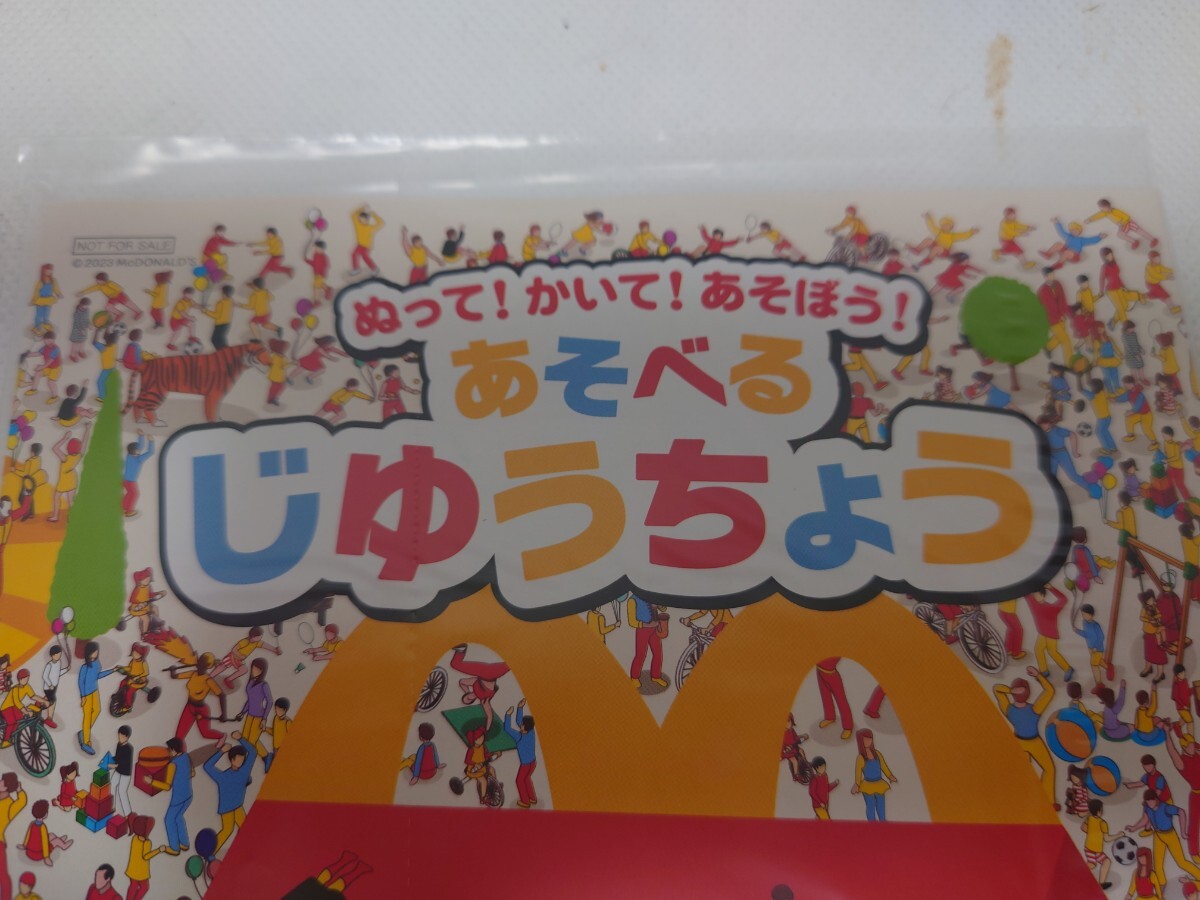 NOT FOR SALE
© 2023 McDONALD'S
ぬって！かいて！あそぼう！
あそべる
じゆうちょう